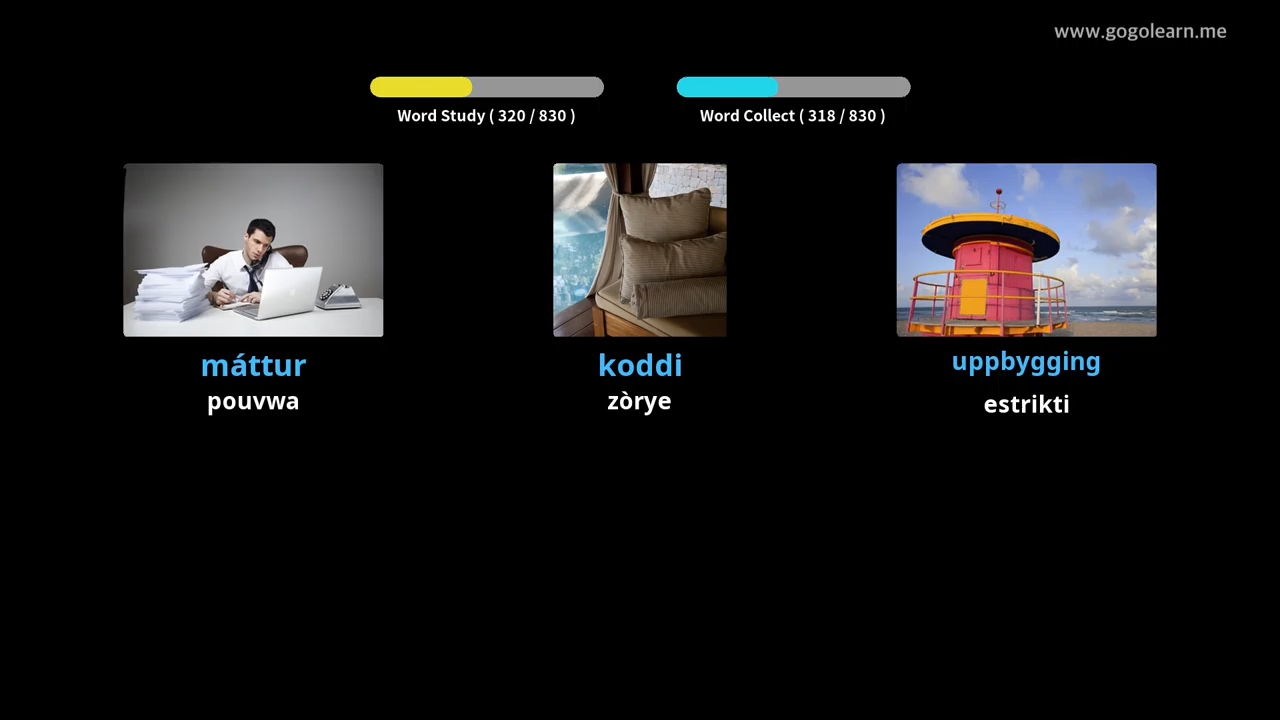 www.gogolearn.me
Word Study ( 320 / 830 )
Word Collect ( 318 / 830 )
máttur
pouvwa
koddi
zòrye
uppbygging
estrikti